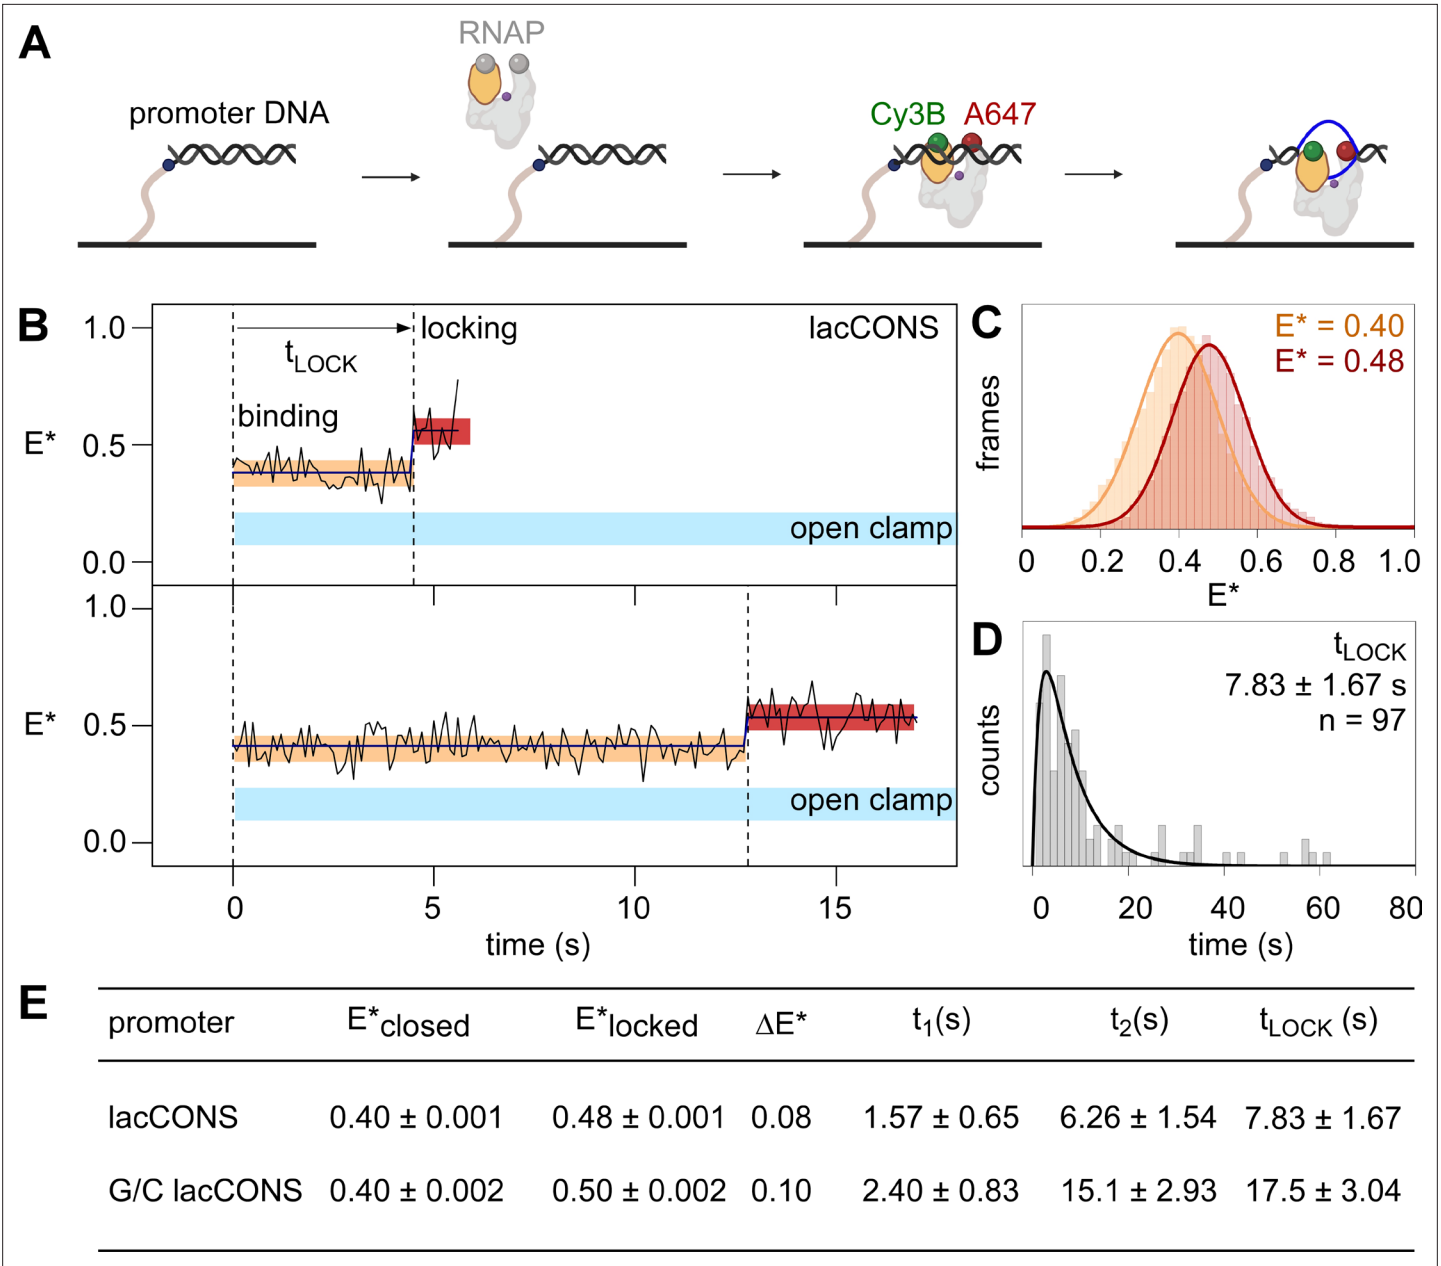 A
RNAP
promoter DNA
Cy3B A647
B
1.0
locking
lacCONS
tLOCK
binding
E*
0.5
open clamp
0.0
1.0
E*
0.5
open clamp
0.0
0 5 10 15
time (s)
C
E* = 0.40
E* = 0.48
frames
0 0.2 0.4 0.6 0.8 1.0
E*
D
tLOCK
7.83 ± 1.67 s
n = 97
counts
0 20 40 60 80
time (s)
E
promoter E*closed E*locked ΔE* t1(s) t2(s) tLOCK (s)
lacCONS 0.40 ± 0.001 0.48 ± 0.001 0.08 1.57 ± 0.65 6.26 ± 1.54 7.83 ± 1.67
G/C lacCONS 0.40 ± 0.002 0.50 ± 0.002 0.10 2.40 ± 0.83 15.1 ± 2.93 17.5 ± 3.04